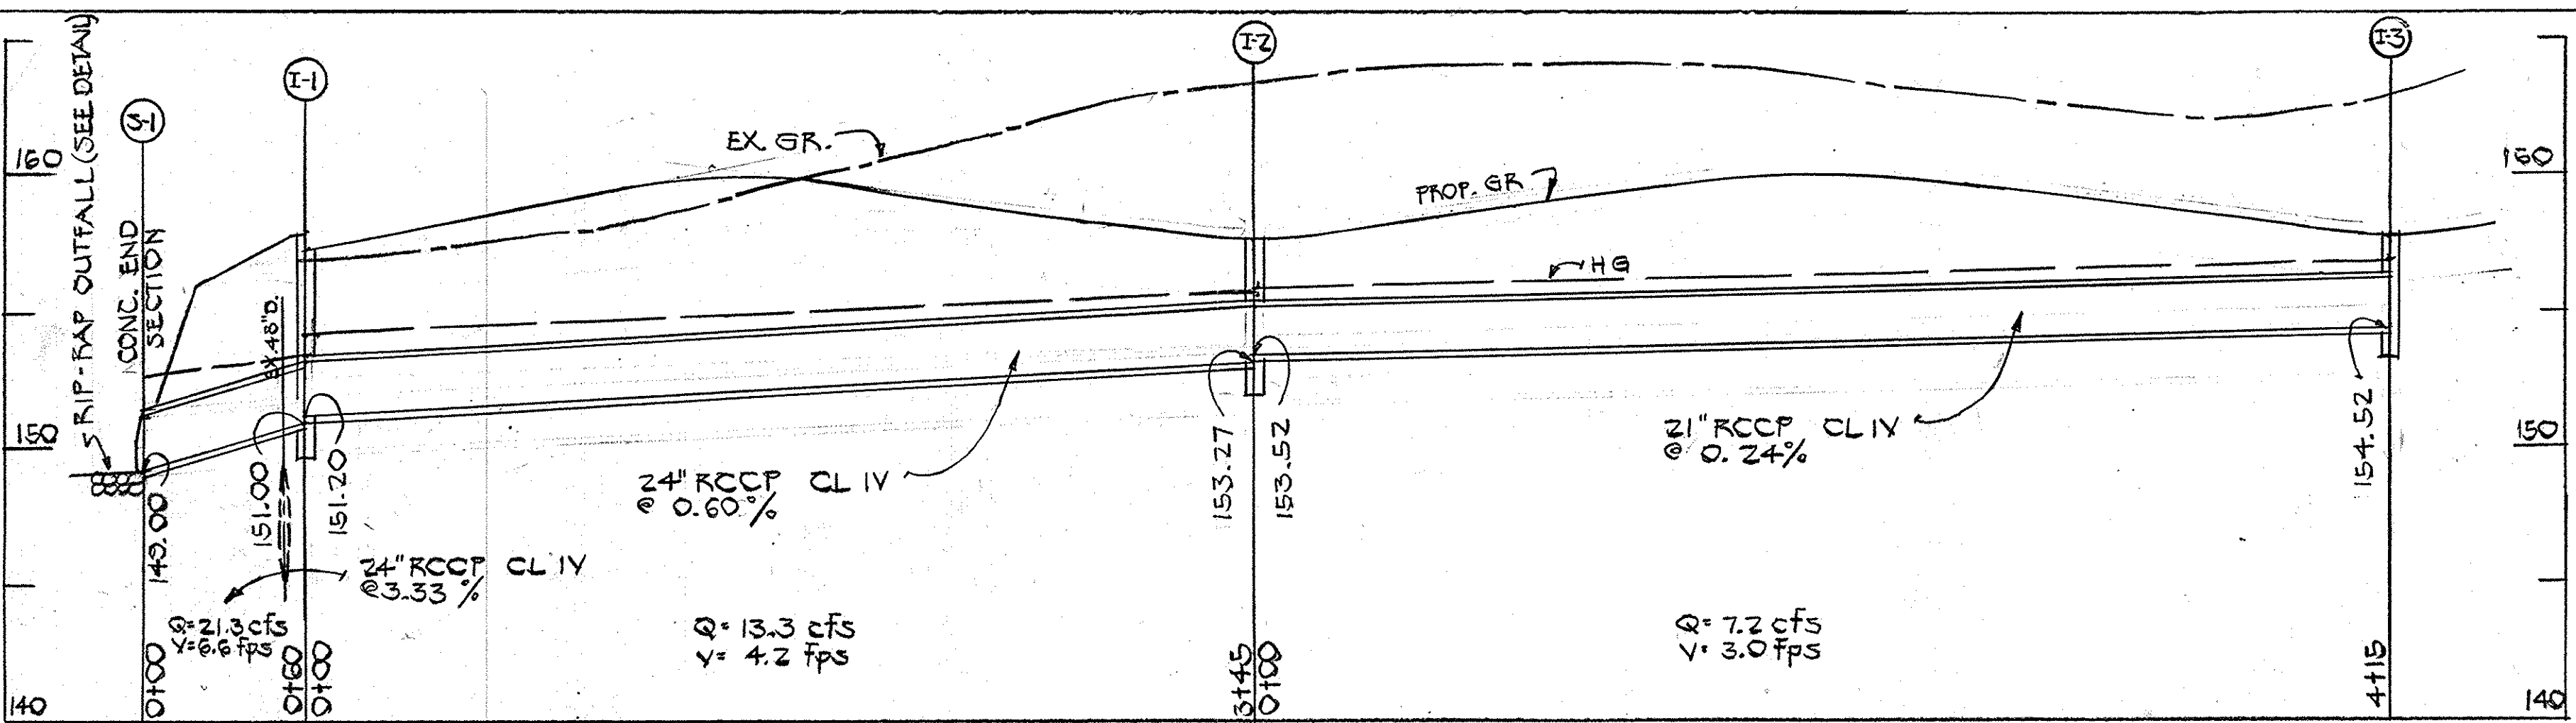 S-1
I-1
I-2
I-3
160
150
140
160
150
140
RIP-RAP OUTFALL (SEE DETAIL)
CONC. END
SECTION
EX. 48"D.
EX. GR.
PROP. GR
HG
149.00
151.00
151.20
153.27
153.52
154.52
24" RCCP CL IV
@ 3.33 %
24" RCCP CL IV
@ 0.60 %
21" RCCP CL IV
@ 0.24%
Q= 21.3 cfs
V= 6.6 fps
Q= 13.3 cfs
V= 4.2 fps
Q= 7.2 cfs
V= 3.0 fps
0+00
0+60
0+00
3+45
0+00
4+15